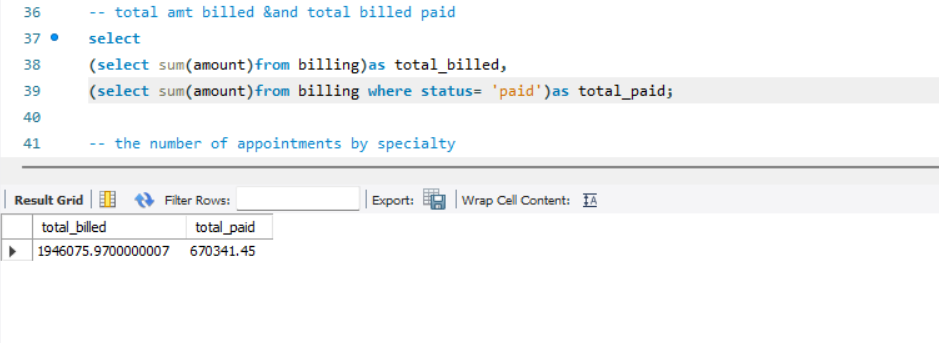 36 -- total amt billed &and total billed paid
37 select
38 (select sum(amount)from billing)as total_billed,
39 (select sum(amount)from billing where status= 'paid')as total_paid;
40
41 -- the number of appointments by specialty
Result Grid Filter Rows: Export: Wrap Cell Content: IA
total_billed total_paid
1946075.9700000007 670341.45